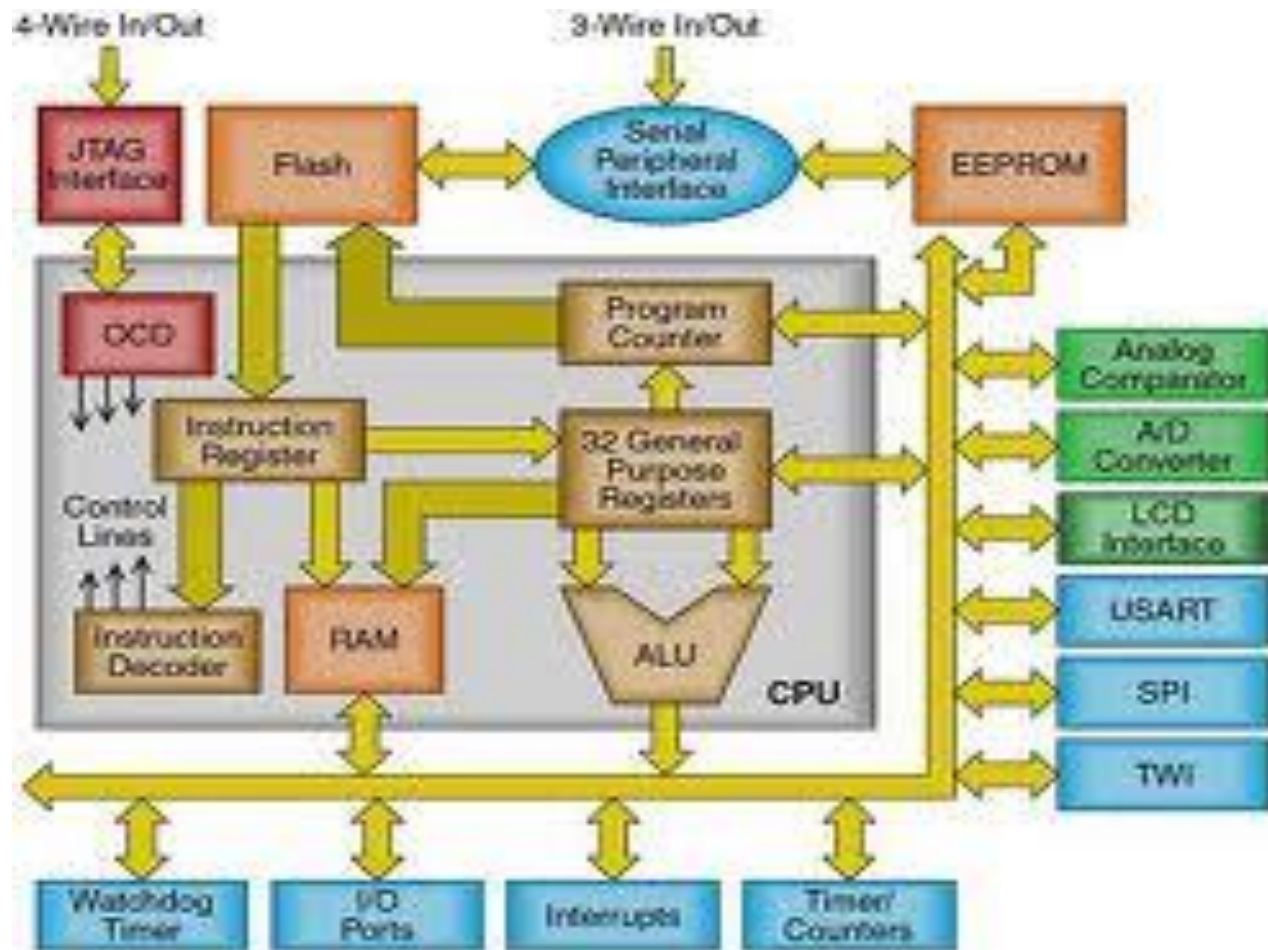 4-Wire In/Out
3-Wire In/Out
JTAG
Interface
Flash
Serial
Peripheral
Interface
EEPROM
OCD
Program
Counter
Analog
Comparator
Instruction
Register
32 General
Purpose
Registers
A/D
Converter
Control
Lines
LCD
Interface
Instruction
Decoder
RAM
ALU
USART
CPU
SPI
TWI
Watchdog
Timer
I/O
Ports
Interrupts
Timer/
Counters